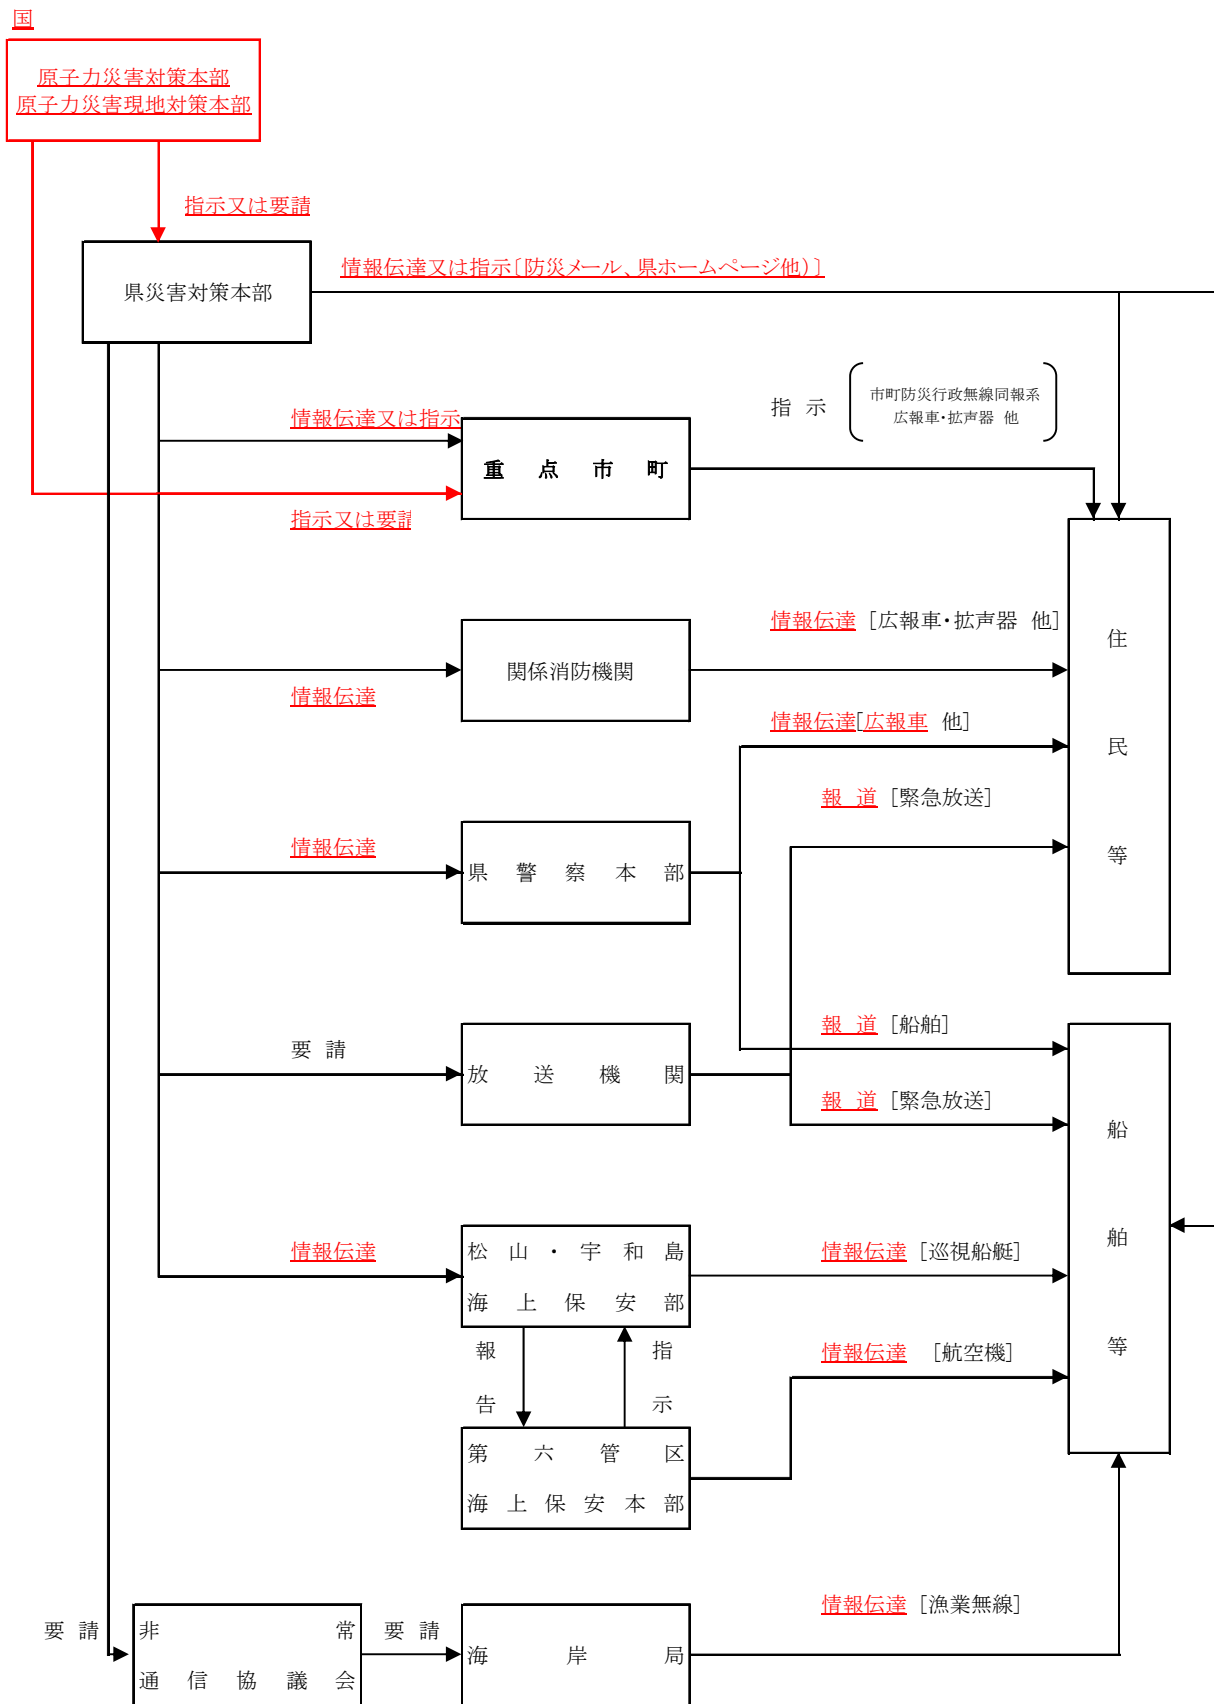 国
原子力災害対策本部
原子力災害現地対策本部
指示又は要請
情報伝達又は指示〔防災メール、県ホームページ他）〕
県災害対策本部
指 示
市町防災行政無線同報系
広報車・拡声器 他
情報伝達又は指示
重 点 市 町
指示又は要請
情報伝達 [広報車・拡声器 他]
住 民 等
関係消防機関
情報伝達
情報伝達[広報車 他]
報 道 [緊急放送]
情報伝達
県 警 察 本 部
報 道 [船舶]
要 請
放 送 機 関
報 道 [緊急放送]
船 舶 等
情報伝達
松 山 ・ 宇 和 島
海 上 保 安 部
情報伝達 [巡視船艇]
報 告
指 示
情報伝達 [航空機]
第 六 管 区
海 上 保 安 本 部
情報伝達 [漁業無線]
要 請
非 常
通 信 協 議 会
要 請
海 岸 局